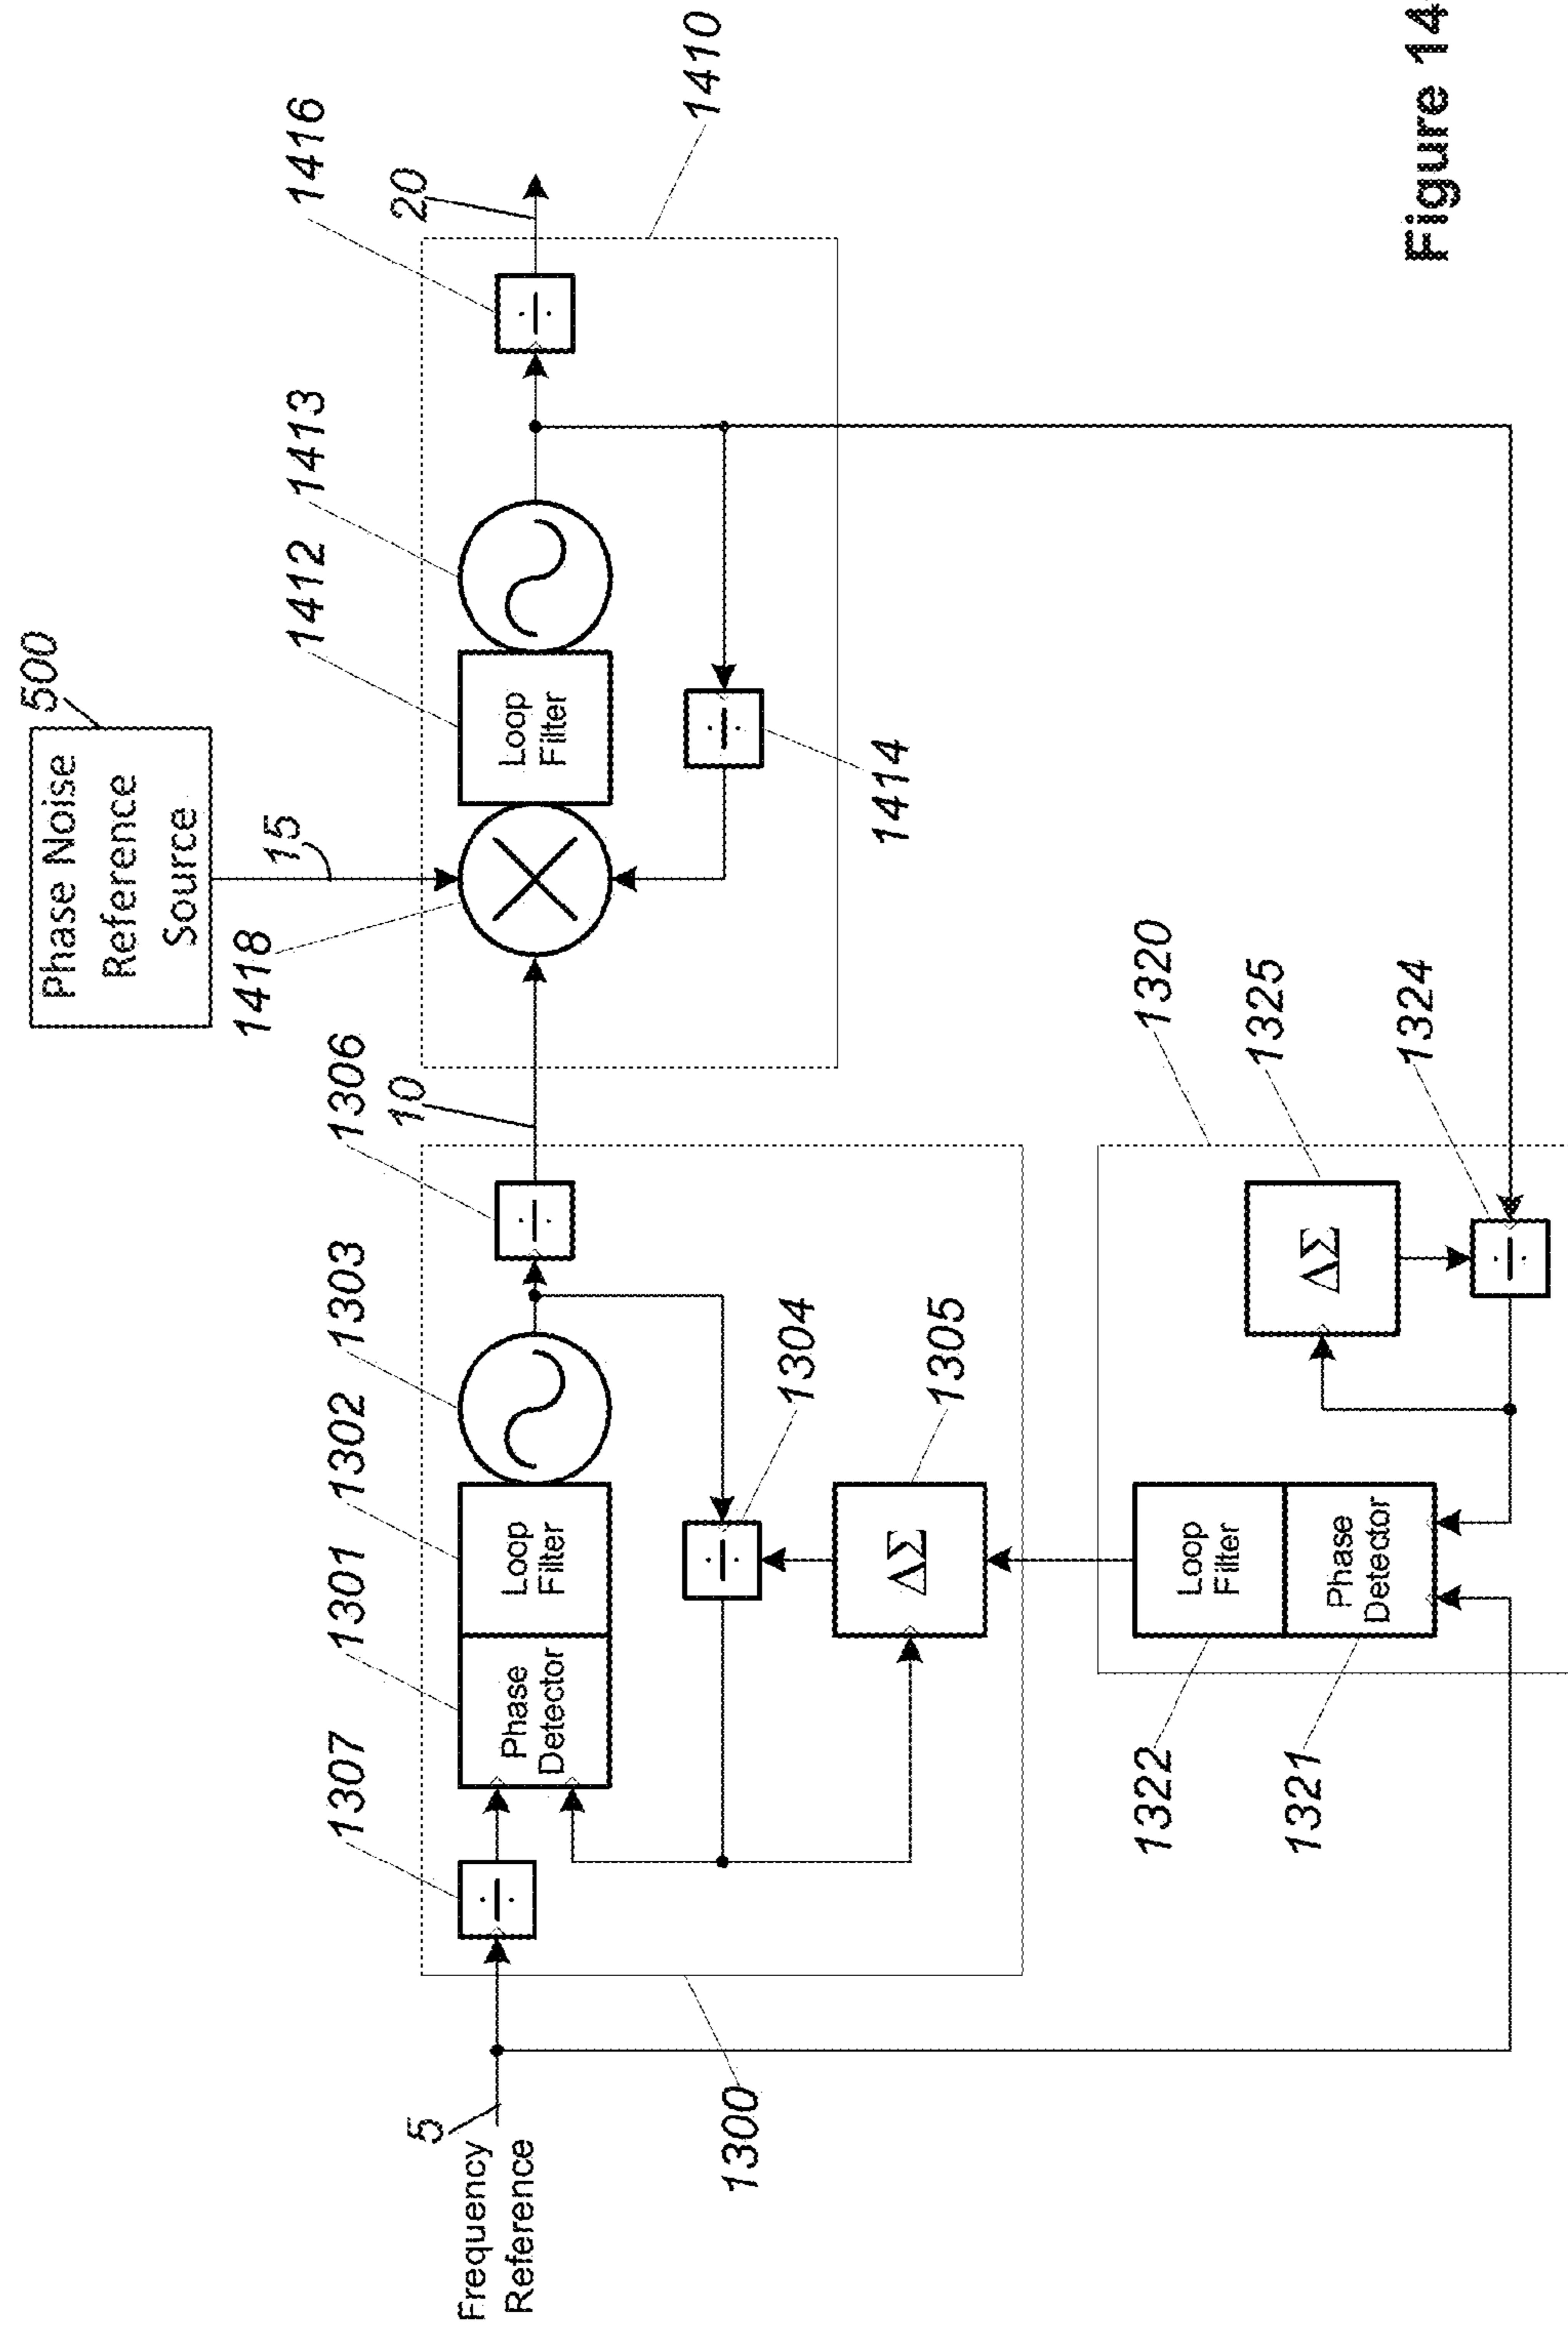 Phase Noise
Reference
Source
500
15
1418
1412
1413
1416
20
1410
Loop
Filter
1414
5
Frequency
Reference
1307
1301
1302
1303
1306
10
Phase
Detector
Loop
Filter
1304
1305
ΔΣ
1300
1320
1325
1324
ΔΣ
Loop
Filter
Phase
Detector
1322
1321
Figure 14